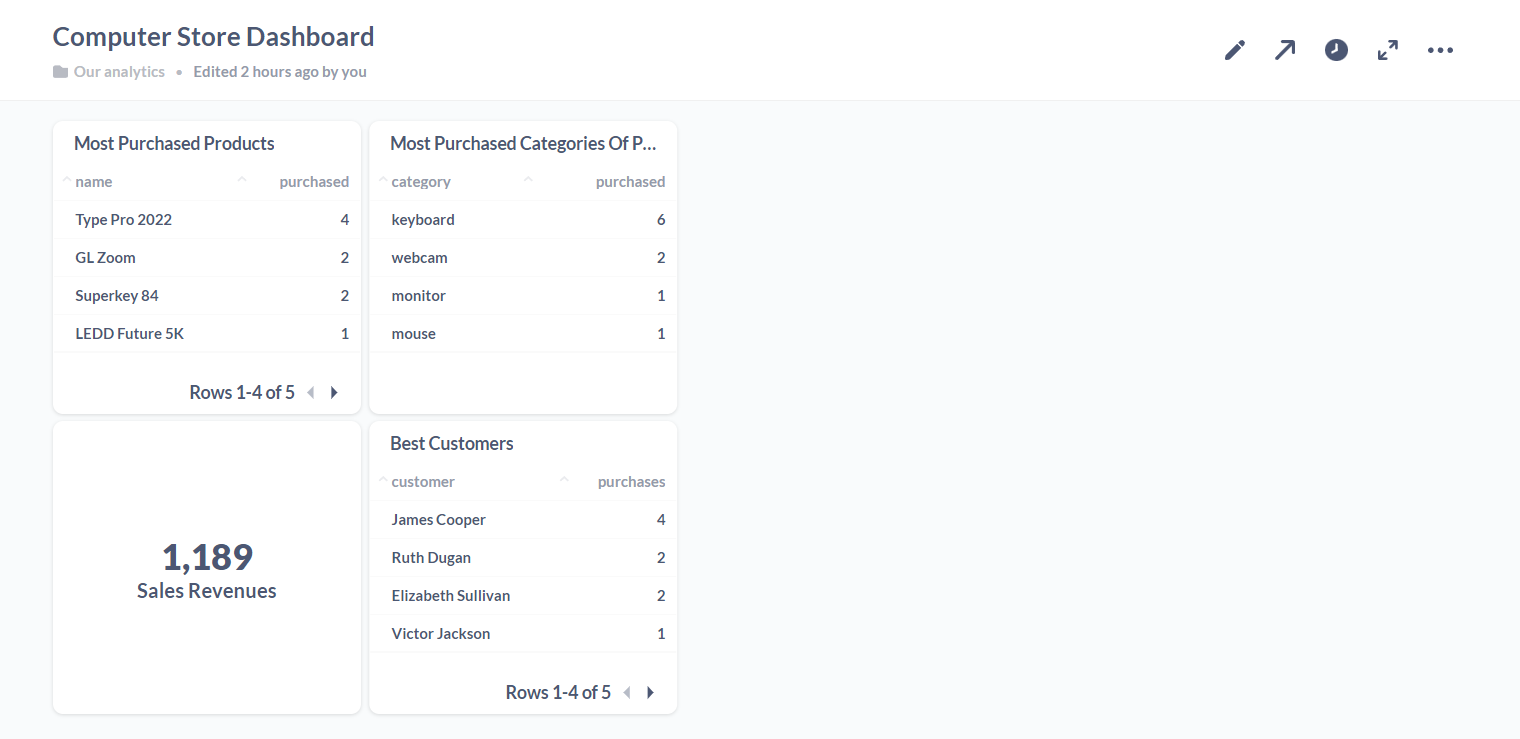 Computer Store Dashboard
Our analytics • Edited 2 hours ago by you
Most Purchased Products
name purchased
Type Pro 2022 4
GL Zoom 2
Superkey 84 2
LEDD Future 5K 1
Rows 1-4 of 5
Most Purchased Categories Of P...
category purchased
keyboard 6
webcam 2
monitor 1
mouse 1
1,189
Sales Revenues
Best Customers
customer purchases
James Cooper 4
Ruth Dugan 2
Elizabeth Sullivan 2
Victor Jackson 1
Rows 1-4 of 5